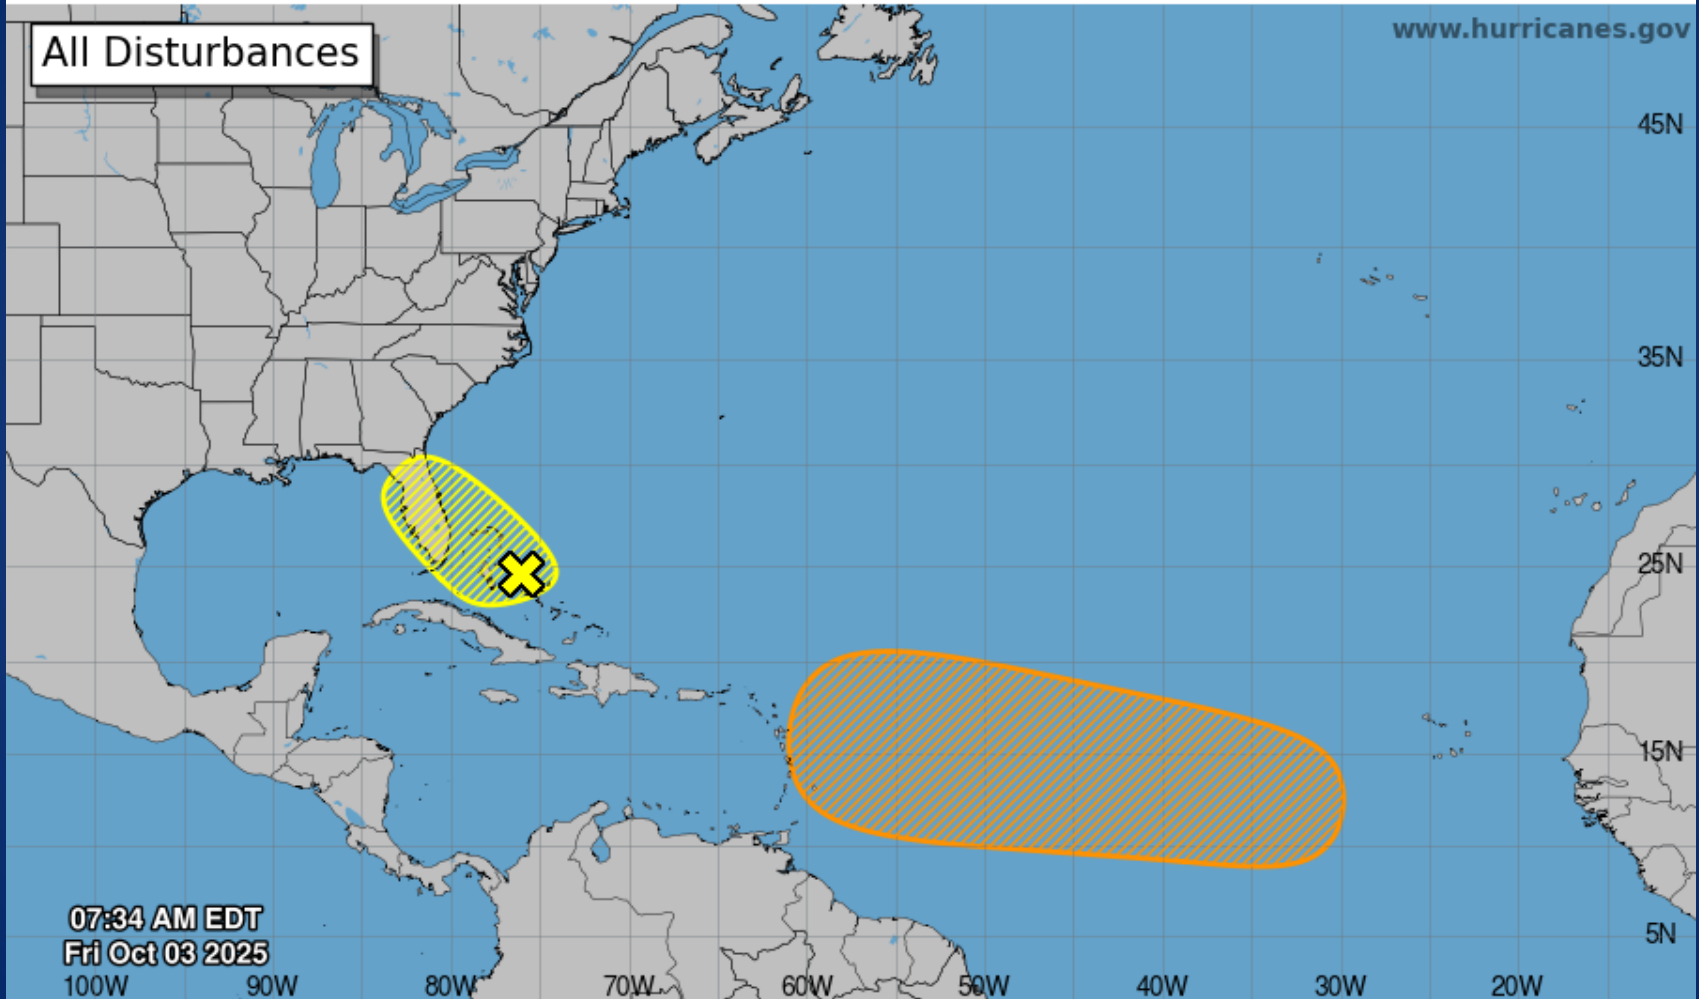 All Disturbances
www.hurricanes.gov
45N
35N
25N
15N
5N
07:34 AM EDT
Fri Oct 03 2025
100W 90W 80W 70W 60W 50W 40W 30W 20W